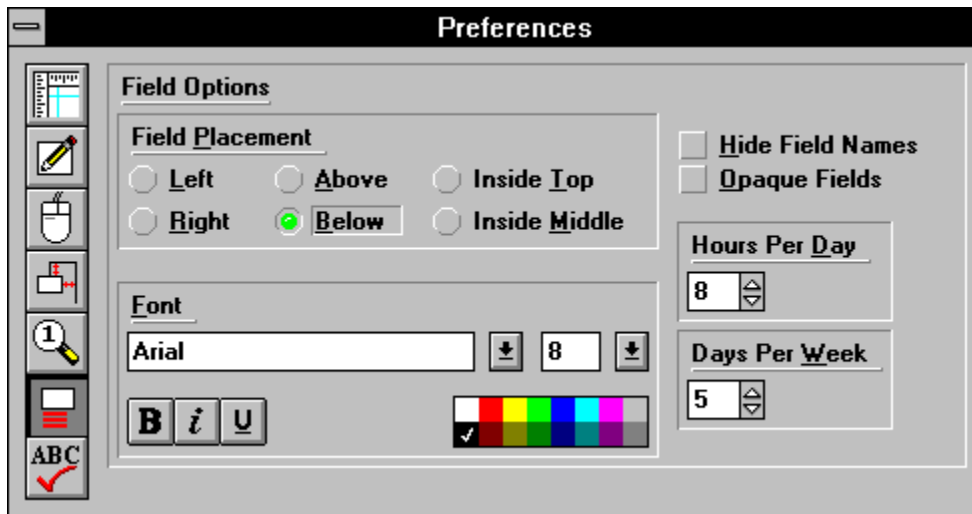 Preferences
Field Options
Field Placement
Left Above Inside Top
Right Below Inside Middle
Hide Field Names
Opaque Fields
Hours Per Day
8
Font
Arial 8
Days Per Week
5
B i U
1
ABC